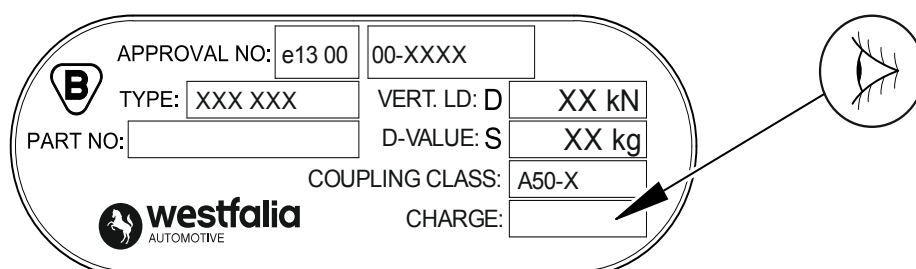 APPROVAL NO: e13 00 00-XXXX
B
TYPE: XXX XXX VERT. LD: D XX kN
PART NO: D-VALUE: S XX kg
COUPLING CLASS: A50-X
westfalia
AUTOMOTIVE
CHARGE: